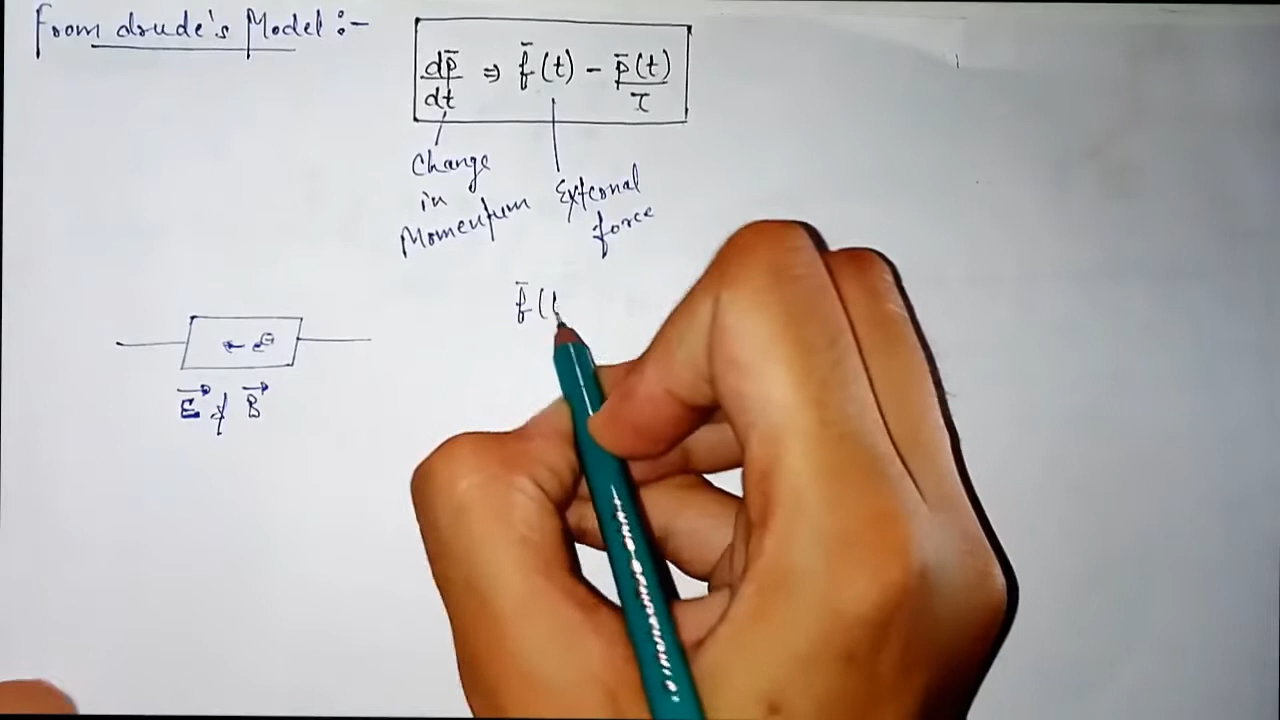 From drude's Model :-
dp̄/dt ⇒ f̄(t) - p̄(t)/τ
Change
in
Momentum
External
force
f̄(t
⊖
E⃗ & B⃗